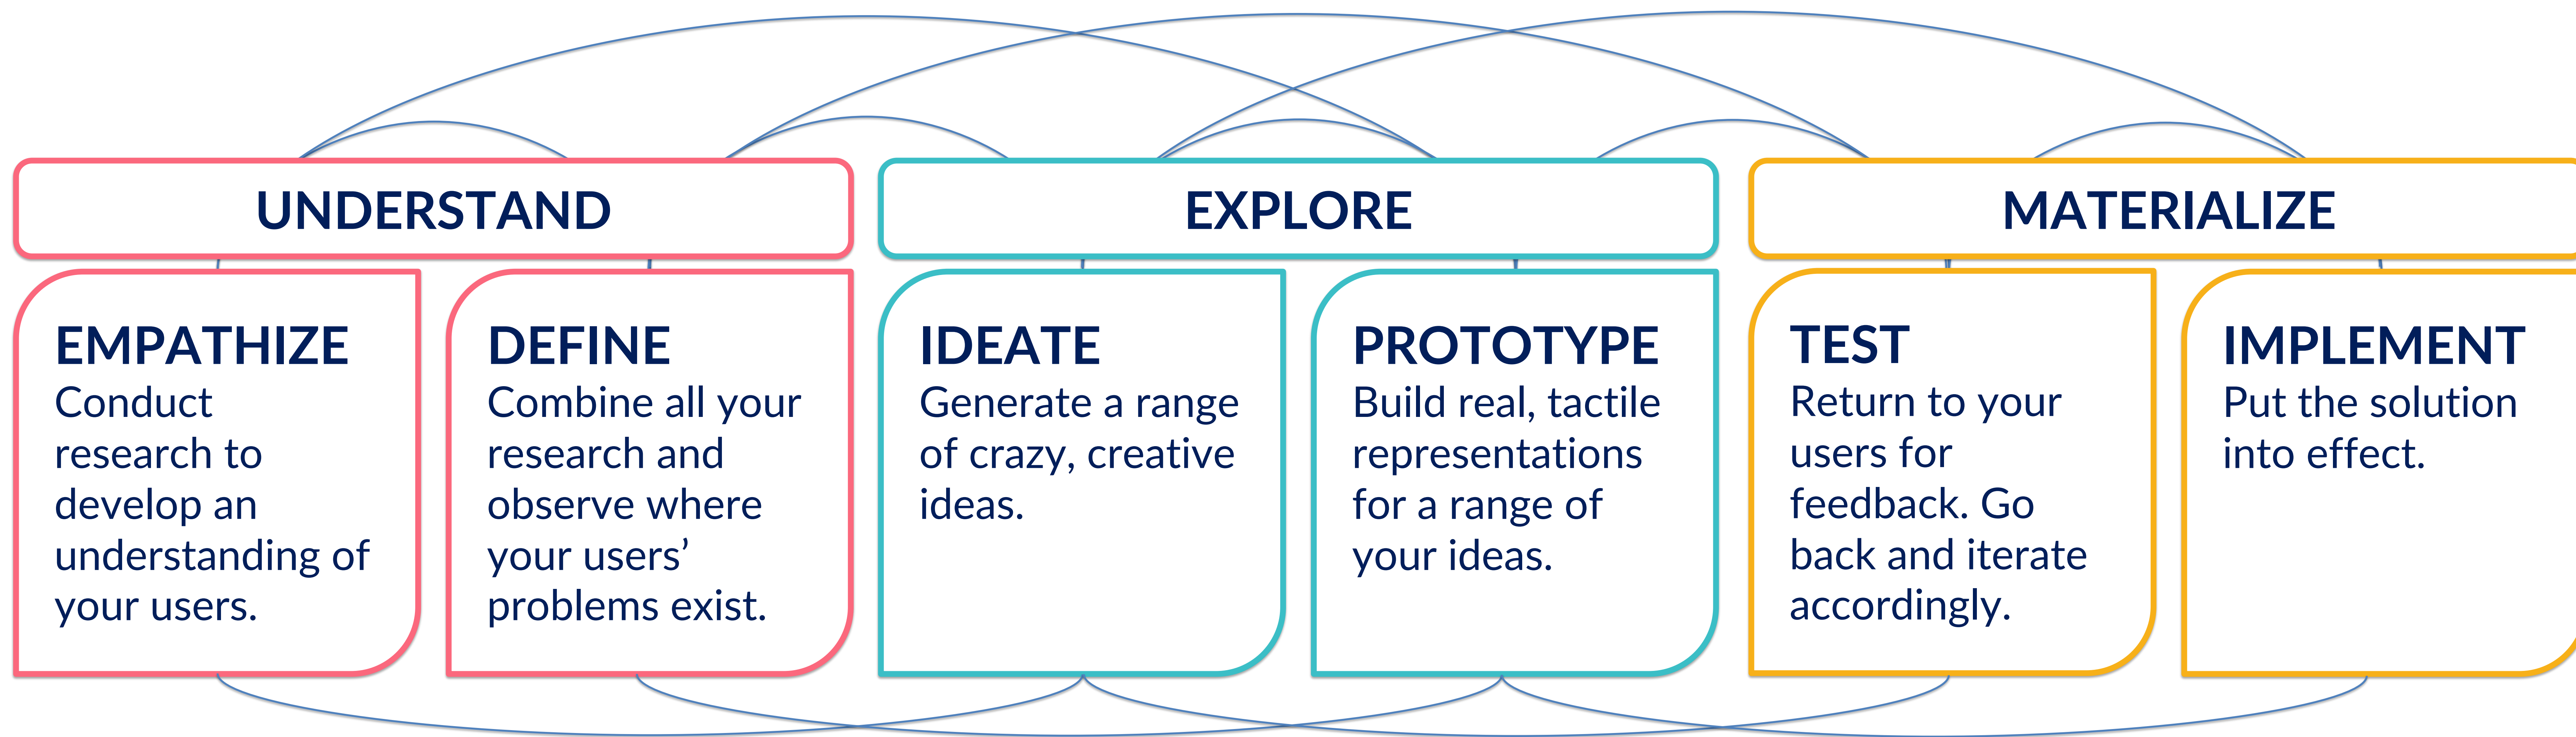 UNDERSTAND
EXPLORE
MATERIALIZE
EMPATHIZE
Conduct
research to
develop an
understanding of
your users.
DEFINE
Combine all your
research and
observe where
your users’
problems exist.
IDEATE
Generate a range
of crazy, creative
ideas.
PROTOTYPE
Build real, tactile
representations
for a range of
your ideas.
TEST
Return to your
users for
feedback. Go
back and iterate
accordingly.
IMPLEMENT
Put the solution
into effect.